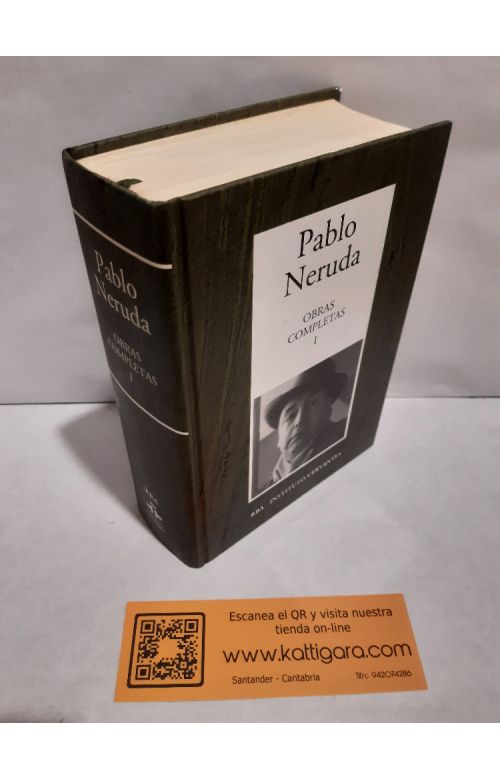 Pablo
Neruda
OBRAS
COMPLETAS
I
RBA
Pablo
Neruda
OBRAS
COMPLETAS
I
RBA · INSTITUTO CERVANTES
Escanea el QR y visita nuestra
tienda on-line
www.kattigara.com
Santander - Cantabria
Tlfn: 942074286